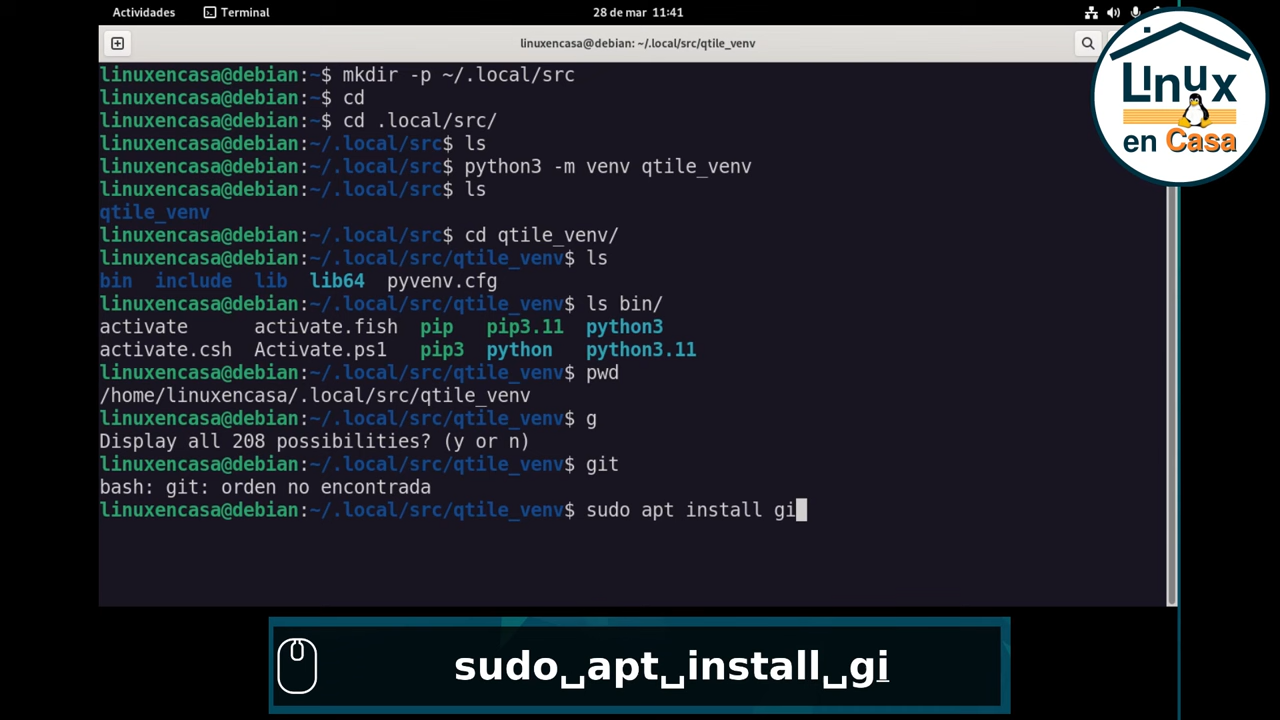 Actividades Terminal 28 de mar 11:41
linuxencasa@debian: ~/.local/src/qtile_venv
linuxencasa@debian:~$ mkdir -p ~/.local/src
linuxencasa@debian:~$ cd
linuxencasa@debian:~$ cd .local/src/
linuxencasa@debian:~/.local/src$ ls
linuxencasa@debian:~/.local/src$ python3 -m venv qtile_venv
linuxencasa@debian:~/.local/src$ ls
qtile_venv
linuxencasa@debian:~/.local/src$ cd qtile_venv/
linuxencasa@debian:~/.local/src/qtile_venv$ ls
bin include lib lib64 pyvenv.cfg
linuxencasa@debian:~/.local/src/qtile_venv$ ls bin/
activate activate.fish pip pip3.11 python3
activate.csh Activate.ps1 pip3 python python3.11
linuxencasa@debian:~/.local/src/qtile_venv$ pwd
/home/linuxencasa/.local/src/qtile_venv
linuxencasa@debian:~/.local/src/qtile_venv$ g
Display all 208 possibilities? (y or n)
linuxencasa@debian:~/.local/src/qtile_venv$ git
bash: git: orden no encontrada
linuxencasa@debian:~/.local/src/qtile_venv$ sudo apt install gi
Linux
en Casa
sudo␣apt␣install␣gi